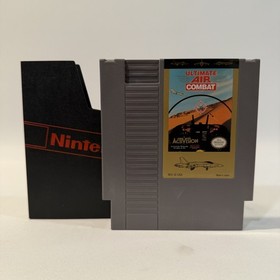 Ninte
ULTIMATE
AIR
COMBAT
ACTIVISION